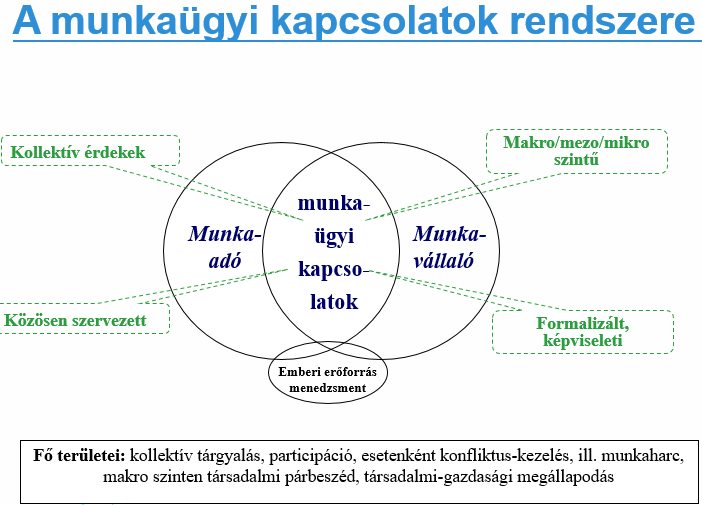 A munkaügyi kapcsolatok rendszere
Kollektív érdekek
Makro/mezo/mikro
szintű
Munka-
adó
munka-
ügyi
kapcso-
latok
Munka-
vállaló
Közösen szervezett
Formalizált,
képviseleti
Emberi erőforrás
menedzsment
Fő területei: kollektív tárgyalás, participáció, esetenként konfliktus-kezelés, ill. munkaharc,
makro szinten társadalmi párbeszéd, társadalmi-gazdasági megállapodás